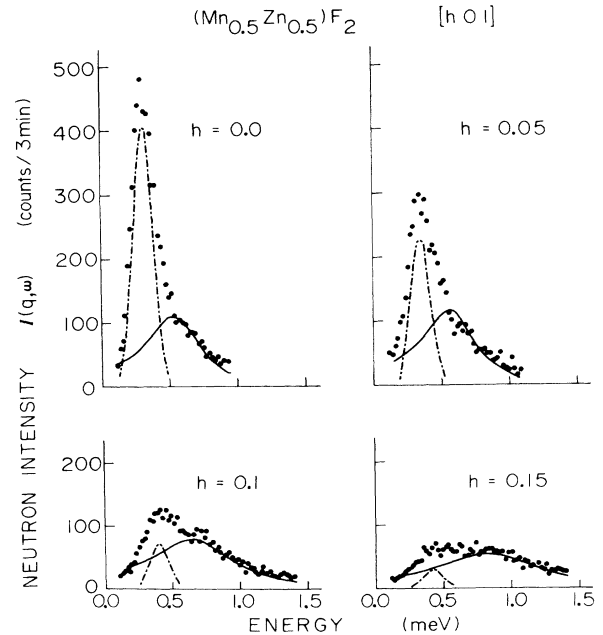 (Mn0.5Zn0.5)F2 [h 0 1]
500
400
300
200
100
0
h = 0.0
h = 0.05
NEUTRON INTENSITY I(q,ω) (counts/3min)
200
100
0
h = 0.1
h = 0.15
0.0 0.5 1.0 1.5 0.0 0.5 1.0 1.5
ENERGY (meV)